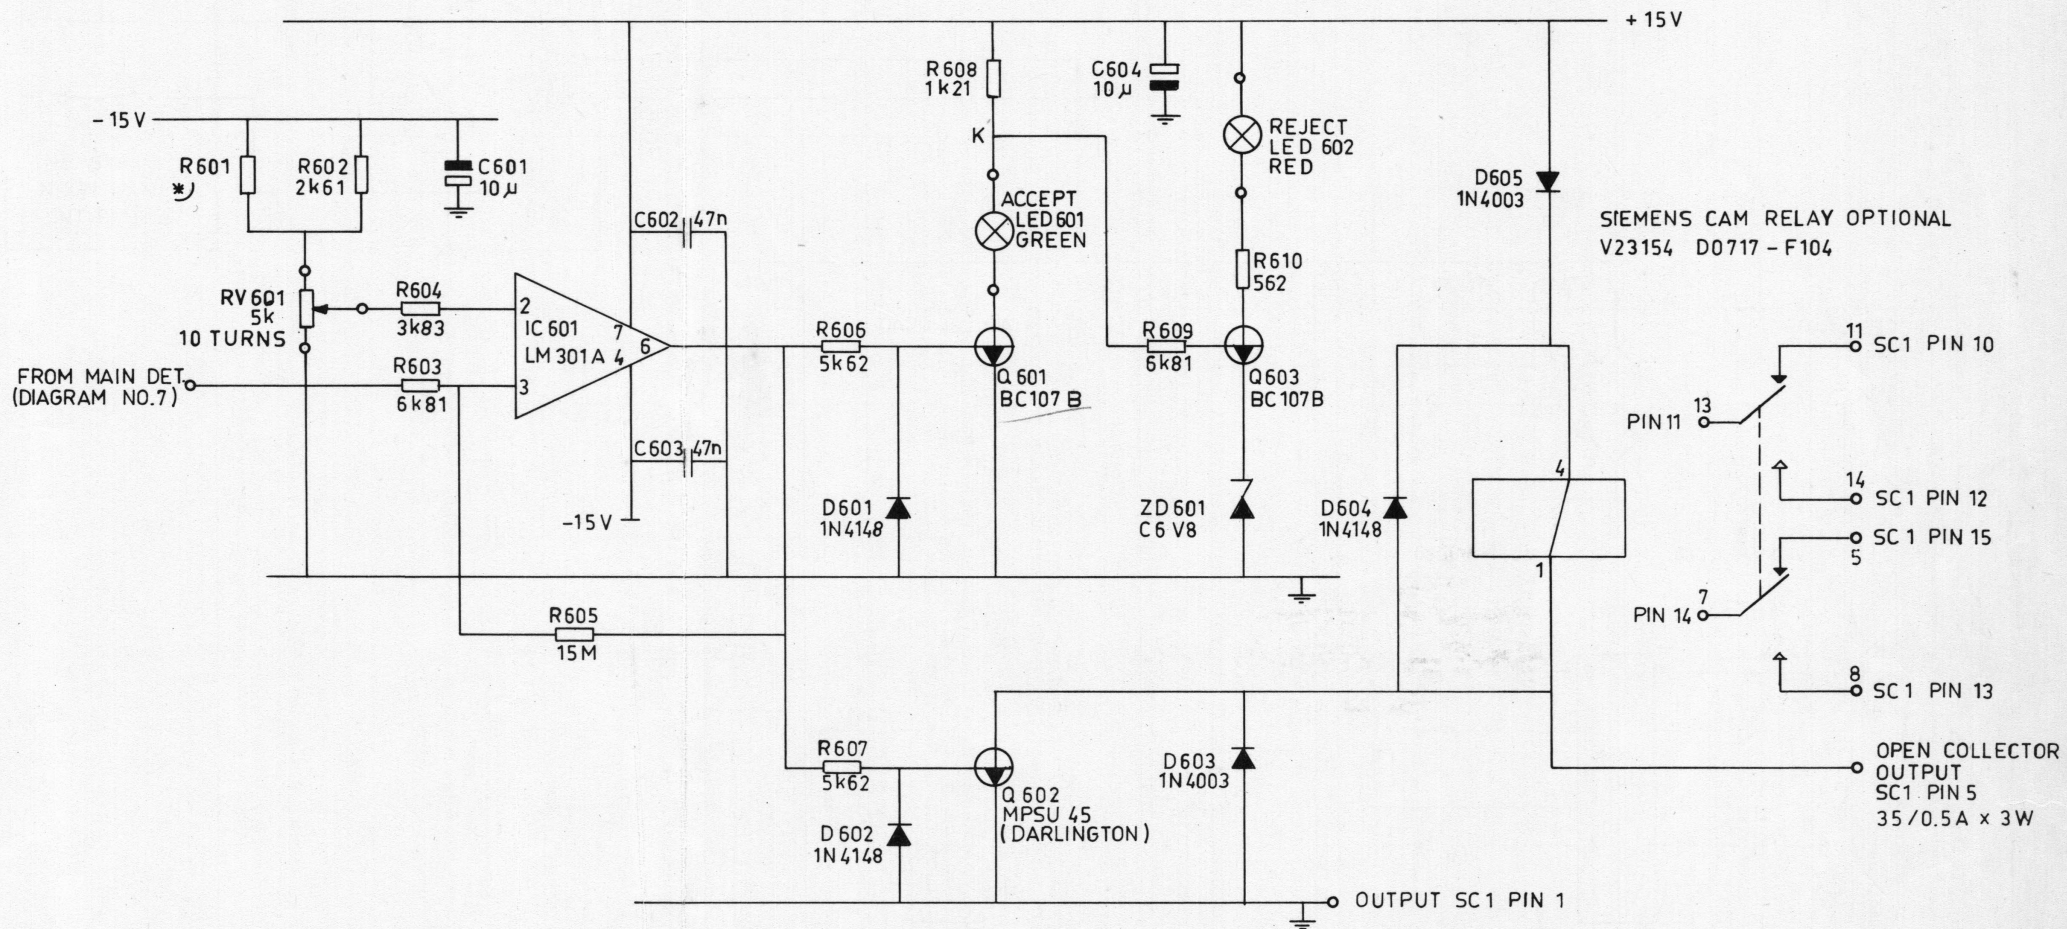 + 15V
- 15V
R601
*)
R602
2k61
C601
10µ
R608
1k21
C604
10µ
K
REJECT
LED 602
RED
ACCEPT
LED601
GREEN
C602
47n
D605
1N4003
SIEMENS CAM RELAY OPTIONAL
V23154 D0717 - F104
RV601
5k
10 TURNS
R604
3k83
2
IC 601
LM 301A
7
4
6
3
R606
5k62
R610
562
R609
6k81
Q601
BC107 B
Q603
BC107B
FROM MAIN DET.
(DIAGRAM NO.7)
R603
6k81
11
SC1 PIN 10
PIN11
13
C603
47n
-15V
D601
1N4148
ZD601
C6V8
D604
1N4148
4
1
14
SC1 PIN 12
SC1 PIN 15
5
7
PIN 14
8
SC1 PIN 13
R605
15M
R607
5k62
Q602
MPSU 45
(DARLINGTON)
D603
1N4003
D602
1N4148
OPEN COLLECTOR
OUTPUT
SC1 PIN 5
35/0.5A × 3W
OUTPUT SC1 PIN 1